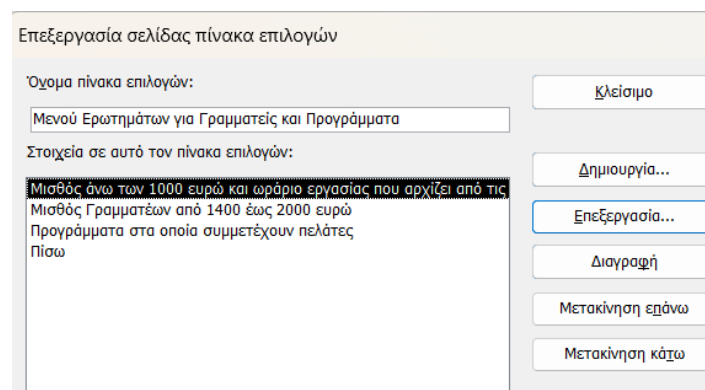 Επεξεργασία σελίδας πίνακα επιλογών
Όνομα πίνακα επιλογών:
Κλείσιμο
Μενού Ερωτημάτων για Γραμματείς και Προγράμματα
Στοιχεία σε αυτό τον πίνακα επιλογών:
Δημιουργία...
Μισθός άνω των 1000 ευρώ και ωράριο εργασίας που αρχίζει από τις
Μισθός Γραμματέων από 1400 έως 2000 ευρώ
Επεξεργασία...
Προγράμματα στα οποία συμμετέχουν πελάτες
Πίσω
Διαγραφή
Μετακίνηση επάνω
Μετακίνηση κάτω